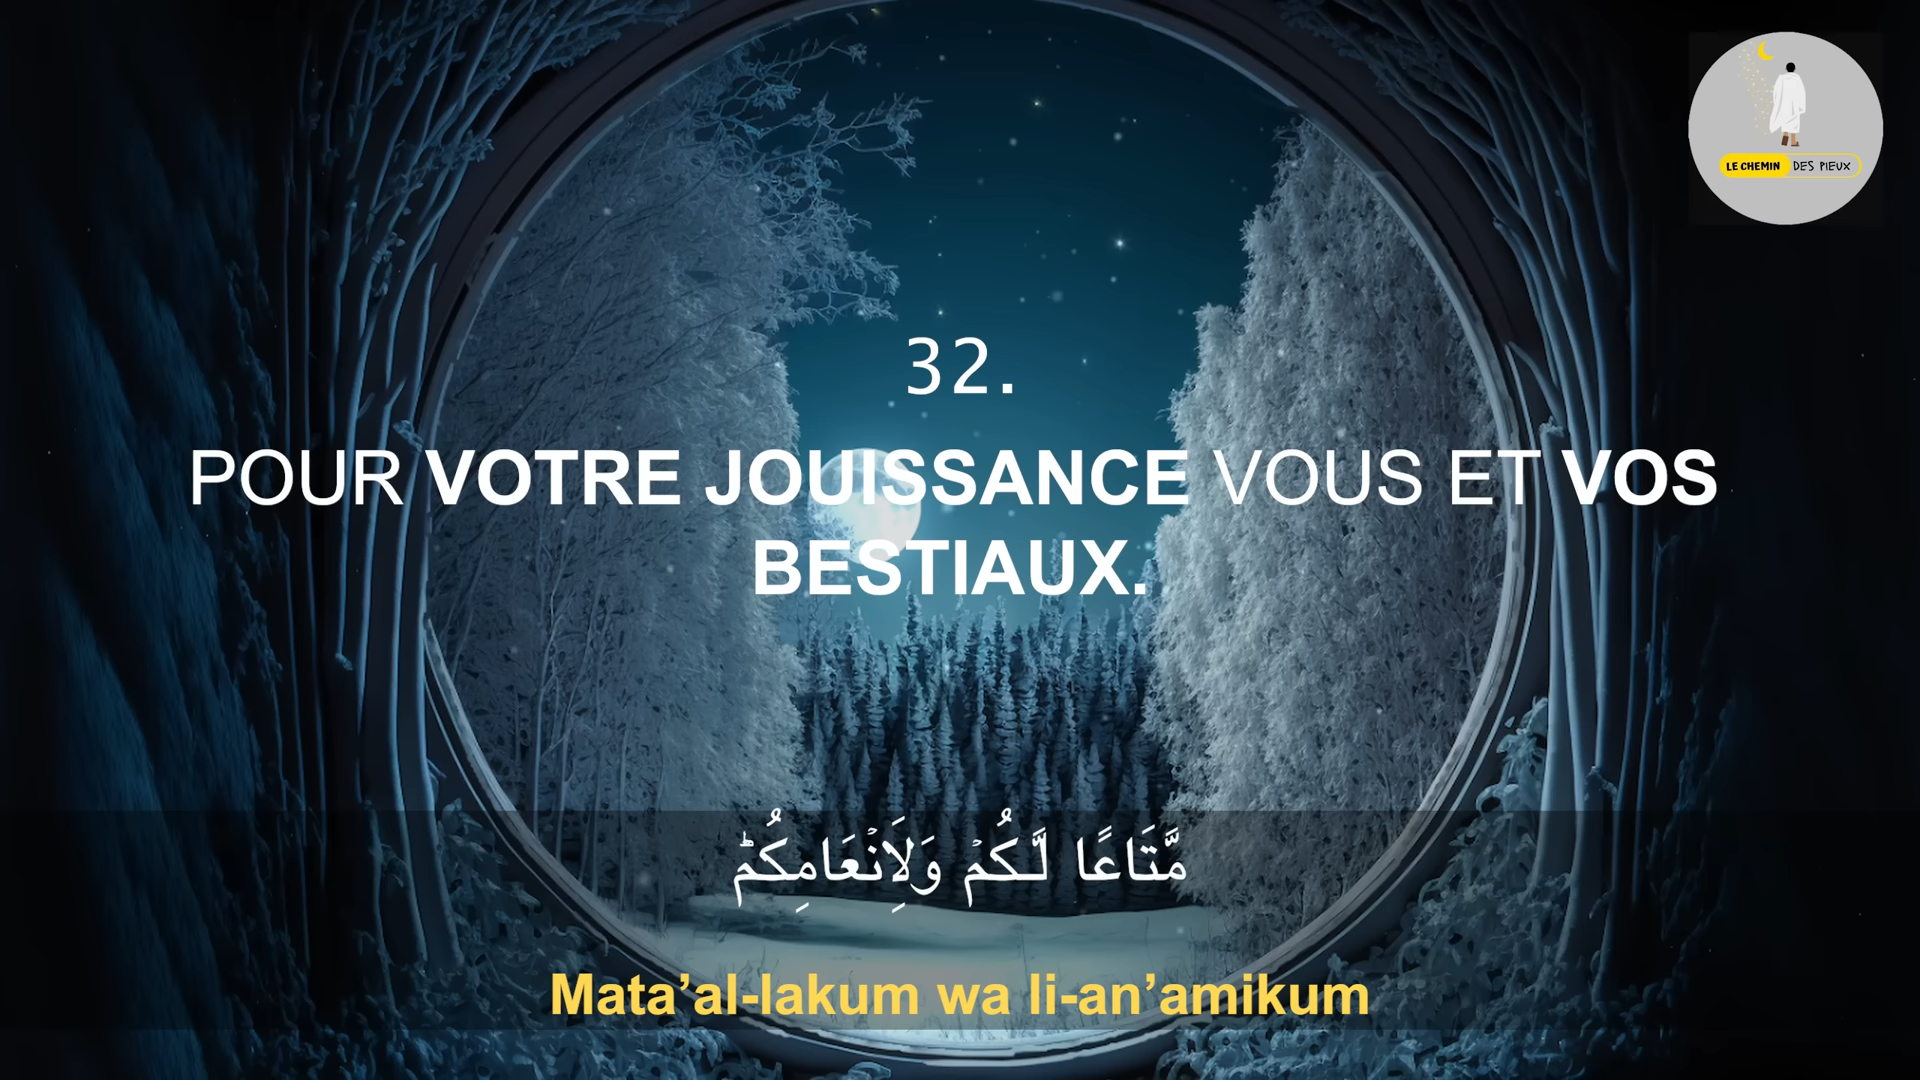 LE CHEMIN DES PIEUX
32.
POUR VOTRE JOUISSANCE VOUS ET VOS
BESTIAUX.
مَّتَاعًا لَّكُمْ وَلَاَِنْعَامِكُمْؕ
Mata’al-lakum wa li-an’amikum